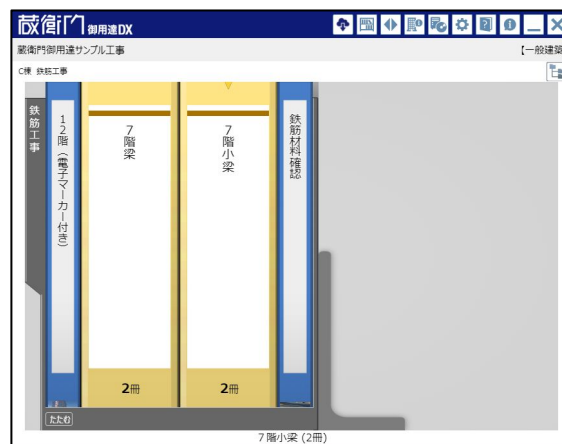 蔵衛門御用達DX
蔵衛門御用達サンプル工事
【一般建築
C棟 鉄筋工事
鉄筋工事
12階（電子マーカー付き）
7階梁
2冊
7階小梁
2冊
鉄筋材料確認
たたむ
7階小梁 (2冊)